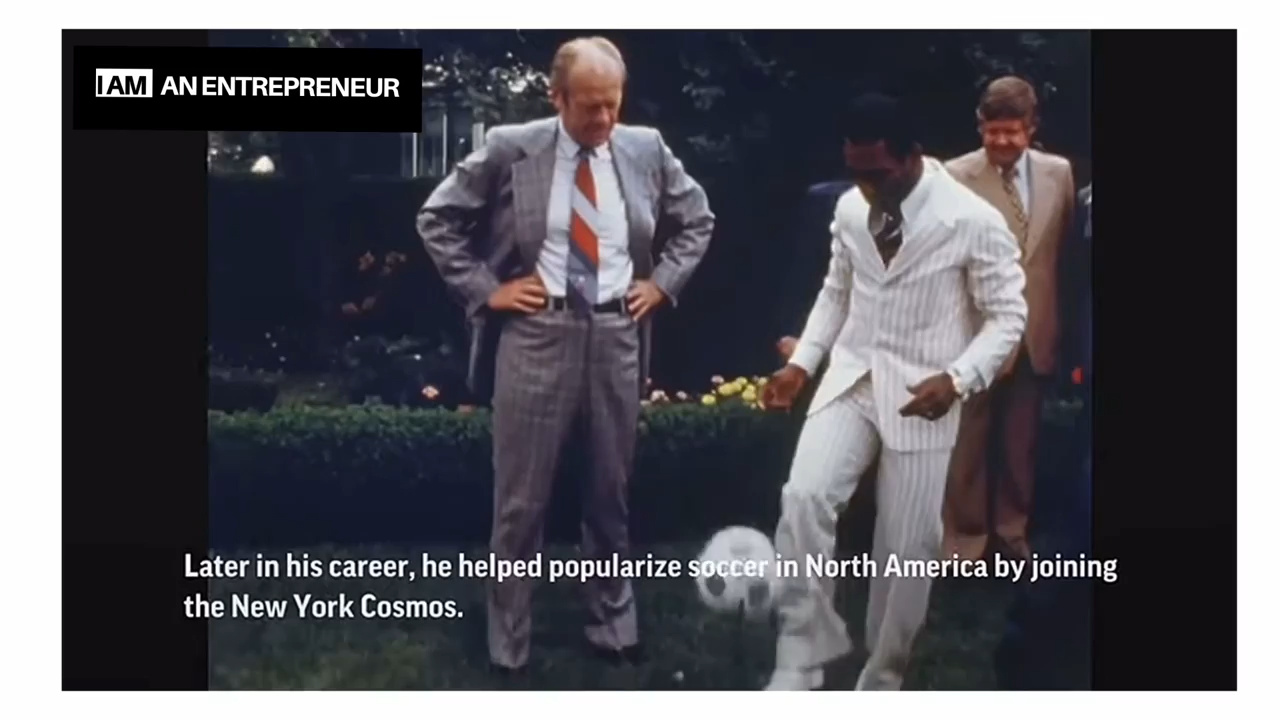 I AM AN ENTREPRENEUR
Later in his career, he helped popularize soccer in North America by joining
the New York Cosmos.